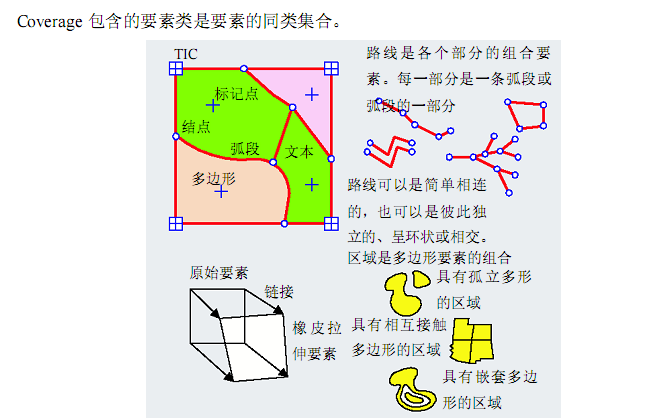 Coverage 包含的要素类是要素的同类集合。
TIC
标记点
结点
弧段
文本
多边形
路线是各个部分的组合要
素。每一部分是一条弧段或
弧段的一部分
路线可以是简单相连
的，也可以是彼此独
立的、呈环状或相交。
区域是多边形要素的组合
原始要素
链接
橡皮拉
伸要素
具有孤立多形
的区域
具有相互接触
多边形的区域
具有嵌套多边
形的区域